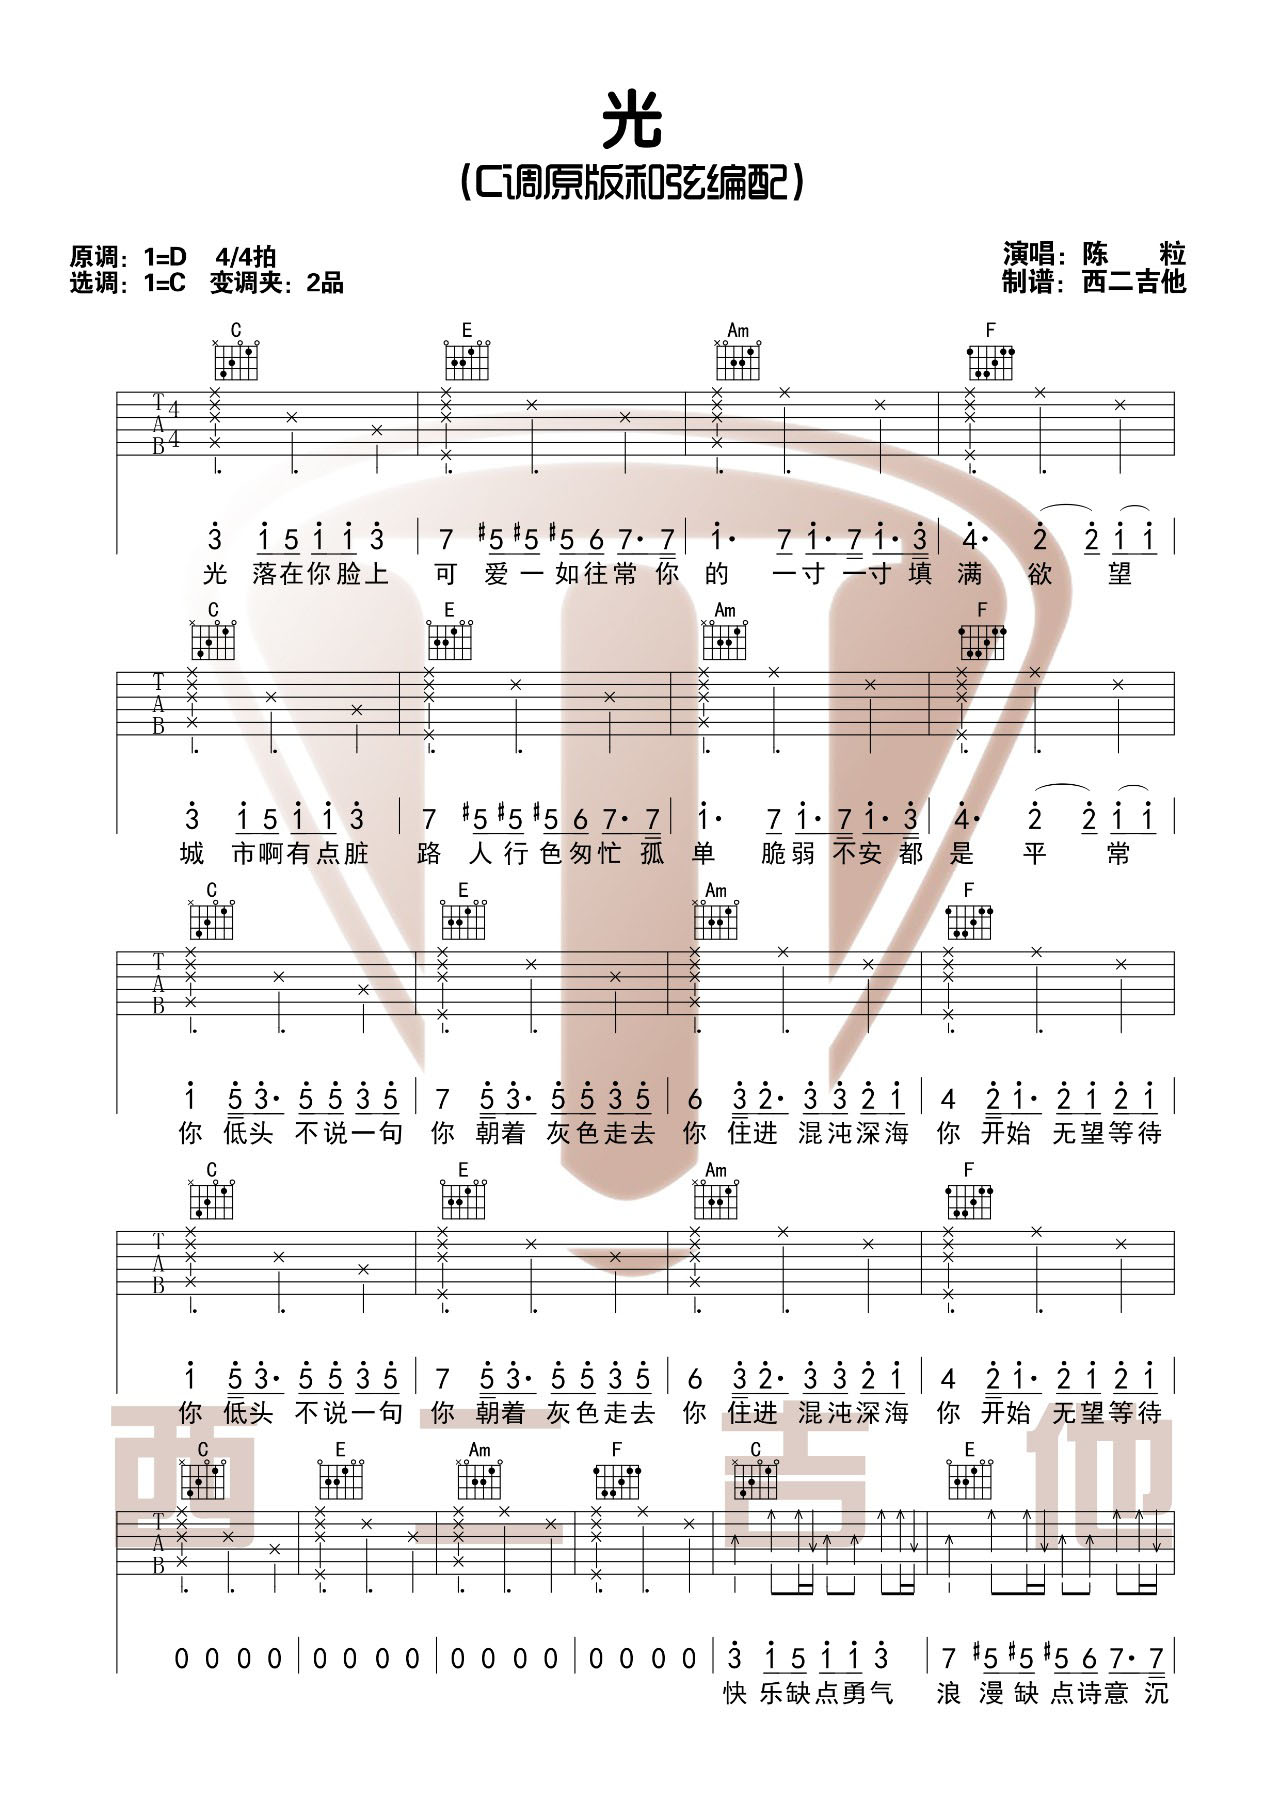 光
(C调原版和弦编配)
原调：1=D 4/4拍
选调：1=C 变调夹：2品
演唱：陈 粒
制谱：西二吉他
C E Am F
T A B 4 4
3 1 5 1 1 3 | 7 #5 #5 #5 6 7· 7 | 1· 7 1· 7 1· 3 | 4· 2 2 1 1
光 落在你脸上 可 爱一如往常你 的 一寸一寸填 满 欲 望
C E Am F
T A B
3 1 5 1 1 3 | 7 #5 #5 #5 6 7· 7 | 1· 7 1· 7 1· 3 | 4· 2 2 1 1
城 市啊有点脏 路 人行色匆忙孤 单 脆弱不安都 是 平 常
C E Am F
T A B
1 5 3· 5 5 3 5 | 7 5 3· 5 5 3 5 | 6 3 2· 3 3 2 1 | 4 2 1· 2 1 2 1
你 低头 不说一句 你 朝着 灰色走去 你 住进 混沌深海 你 开始 无望等待
C E Am F
T A B
1 5 3· 5 5 3 5 | 7 5 3· 5 5 3 5 | 6 3 2· 3 3 2 1 | 4 2 1· 2 1 2 1
你 低头 不说一句 你 朝着 灰色走去 你 住进 混沌深海 你 开始 无望等待
西二吉他
C E Am F C E
T A B
0 0 0 0 | 0 0 0 0 | 0 0 0 0 | 0 0 0 0 | 3 1 5 1 1 3 | 7 #5 #5 #5 6 7· 7
快 乐缺点勇气 浪 漫缺点诗意沉